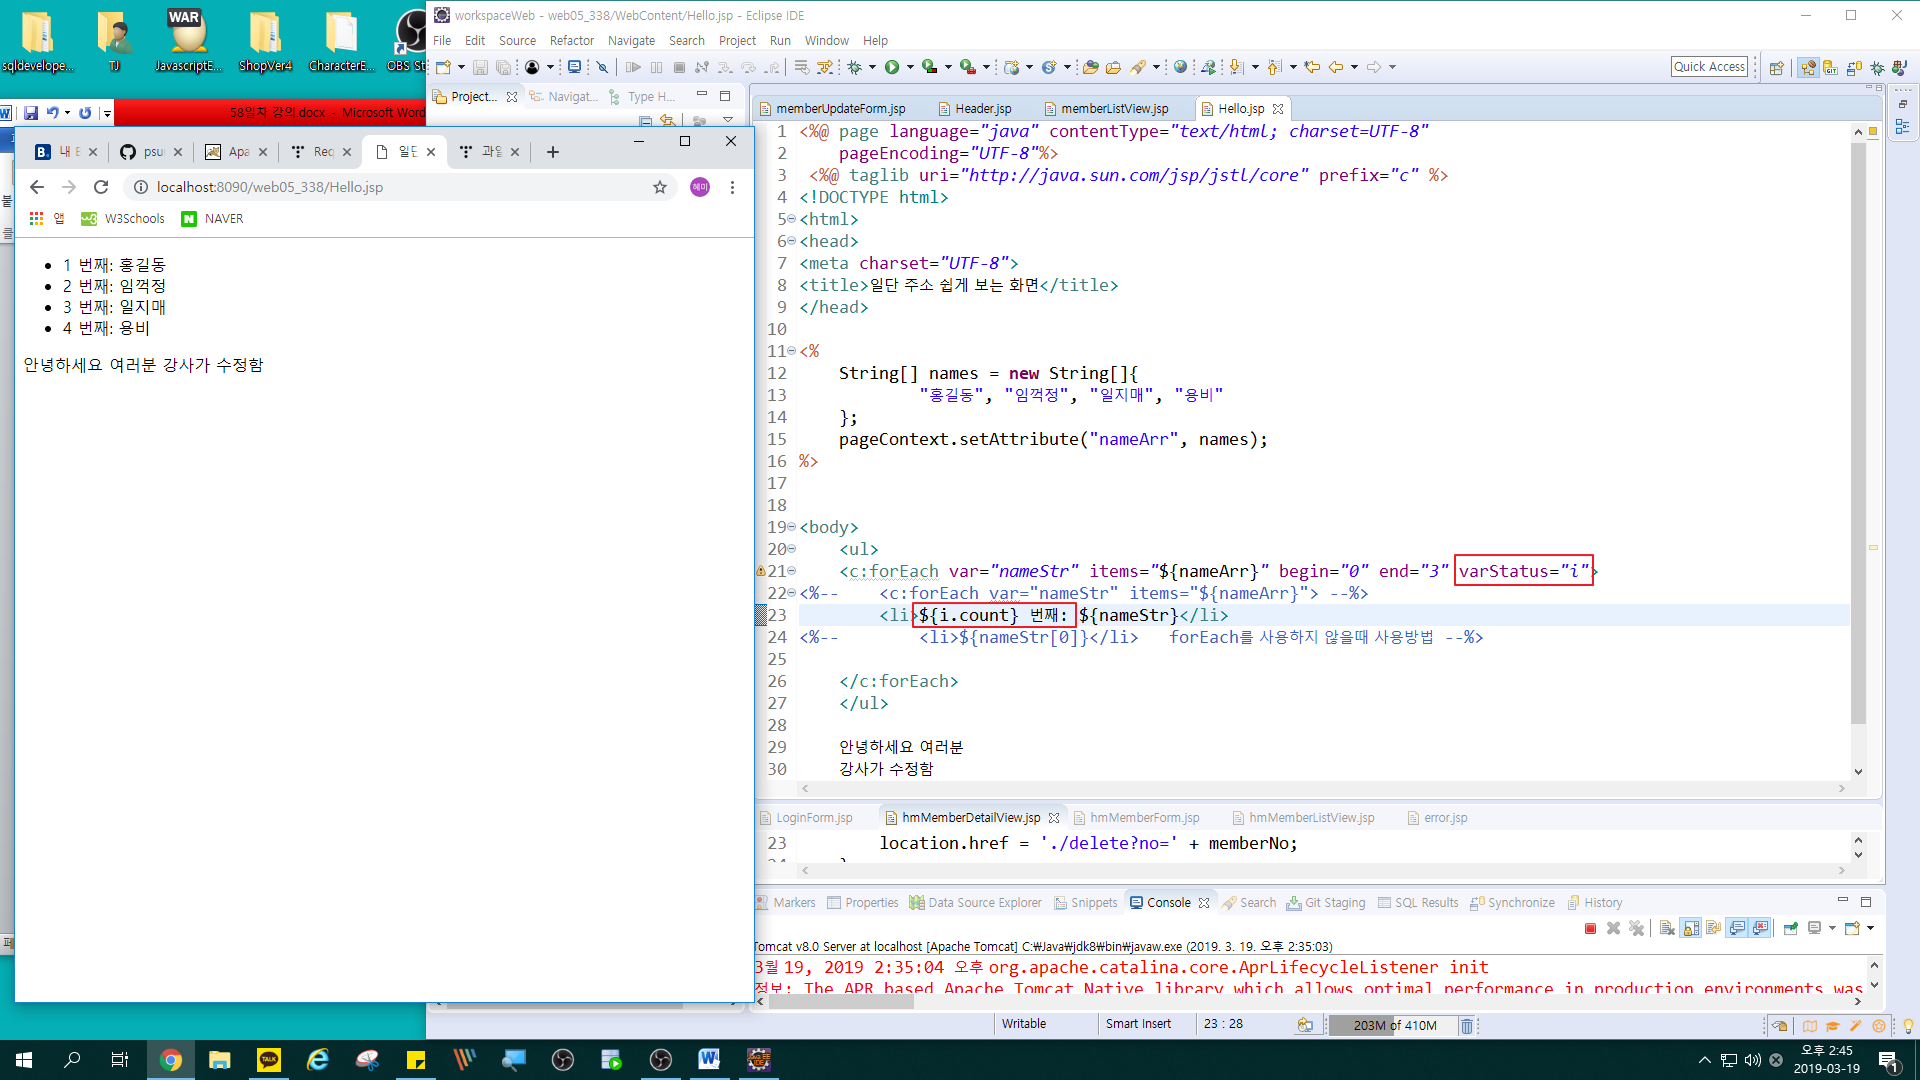 sqldevelope...
TJ
JavascriptE...
ShopVer4
CharacterE...
OBS St
WAR
58일차 강의.docx - Microsoft Word
workspaceWeb - web05_338/WebContent/Hello.jsp - Eclipse IDE
File Edit Source Refactor Navigate Search Project Run Window Help
Quick Access
Project... Navigat... Type H...
memberUpdateForm.jsp Header.jsp memberListView.jsp Hello.jsp
내 psu Apa Req 일단 과일
localhost:8090/web05_338/Hello.jsp
혜미
앱 W3Schools NAVER
1 번째: 홍길동
2 번째: 임꺽정
3 번째: 일지매
4 번째: 용비
안녕하세요 여러분 강사가 수정함
1 <%@ page language="java" contentType="text/html; charset=UTF-8"
2 pageEncoding="UTF-8"%>
3 <%@ taglib uri="http://java.sun.com/jsp/jstl/core" prefix="c" %>
4 <!DOCTYPE html>
5 <html>
6 <head>
7 <meta charset="UTF-8">
8 <title>일단 주소 쉽게 보는 화면</title>
9 </head>
10
11 <%
12 String[] names = new String[]{
13 "홍길동", "임꺽정", "일지매", "용비"
14 };
15 pageContext.setAttribute("nameArr", names);
16 %>
17
18
19 <body>
20 <ul>
21 <c:forEach var="nameStr" items="${nameArr}" begin="0" end="3" varStatus="i">
22 <%-- <c:forEach var="nameStr" items="${nameArr}"> --%>
23 <li>${i.count} 번째: ${nameStr}</li>
24 <%-- <li>${nameStr[0]}</li> forEach를 사용하지 않을때 사용방법 --%>
25
26 </c:forEach>
27 </ul>
28
29 안녕하세요 여러분
30 강사가 수정함
LoginForm.jsp hmMemberDetailView.jsp hmMemberForm.jsp hmMemberListView.jsp error.jsp
23 location.href = './delete?no=' + memberNo;
Markers Properties Data Source Explorer Snippets Console Search Git Staging SQL Results Synchronize History
Tomcat v8.0 Server at localhost [Apache Tomcat] C:₩Java₩jdk8₩bin₩javaw.exe (2019. 3. 19. 오후 2:35:03)
3월 19, 2019 2:35:04 오후 org.apache.catalina.core.AprLifecycleListener init
정보: The APR based Apache Tomcat Native library which allows optimal performance in production environments was
Writable Smart Insert 23 : 28 203M of 410M
오후 2:45
2019-03-19
1